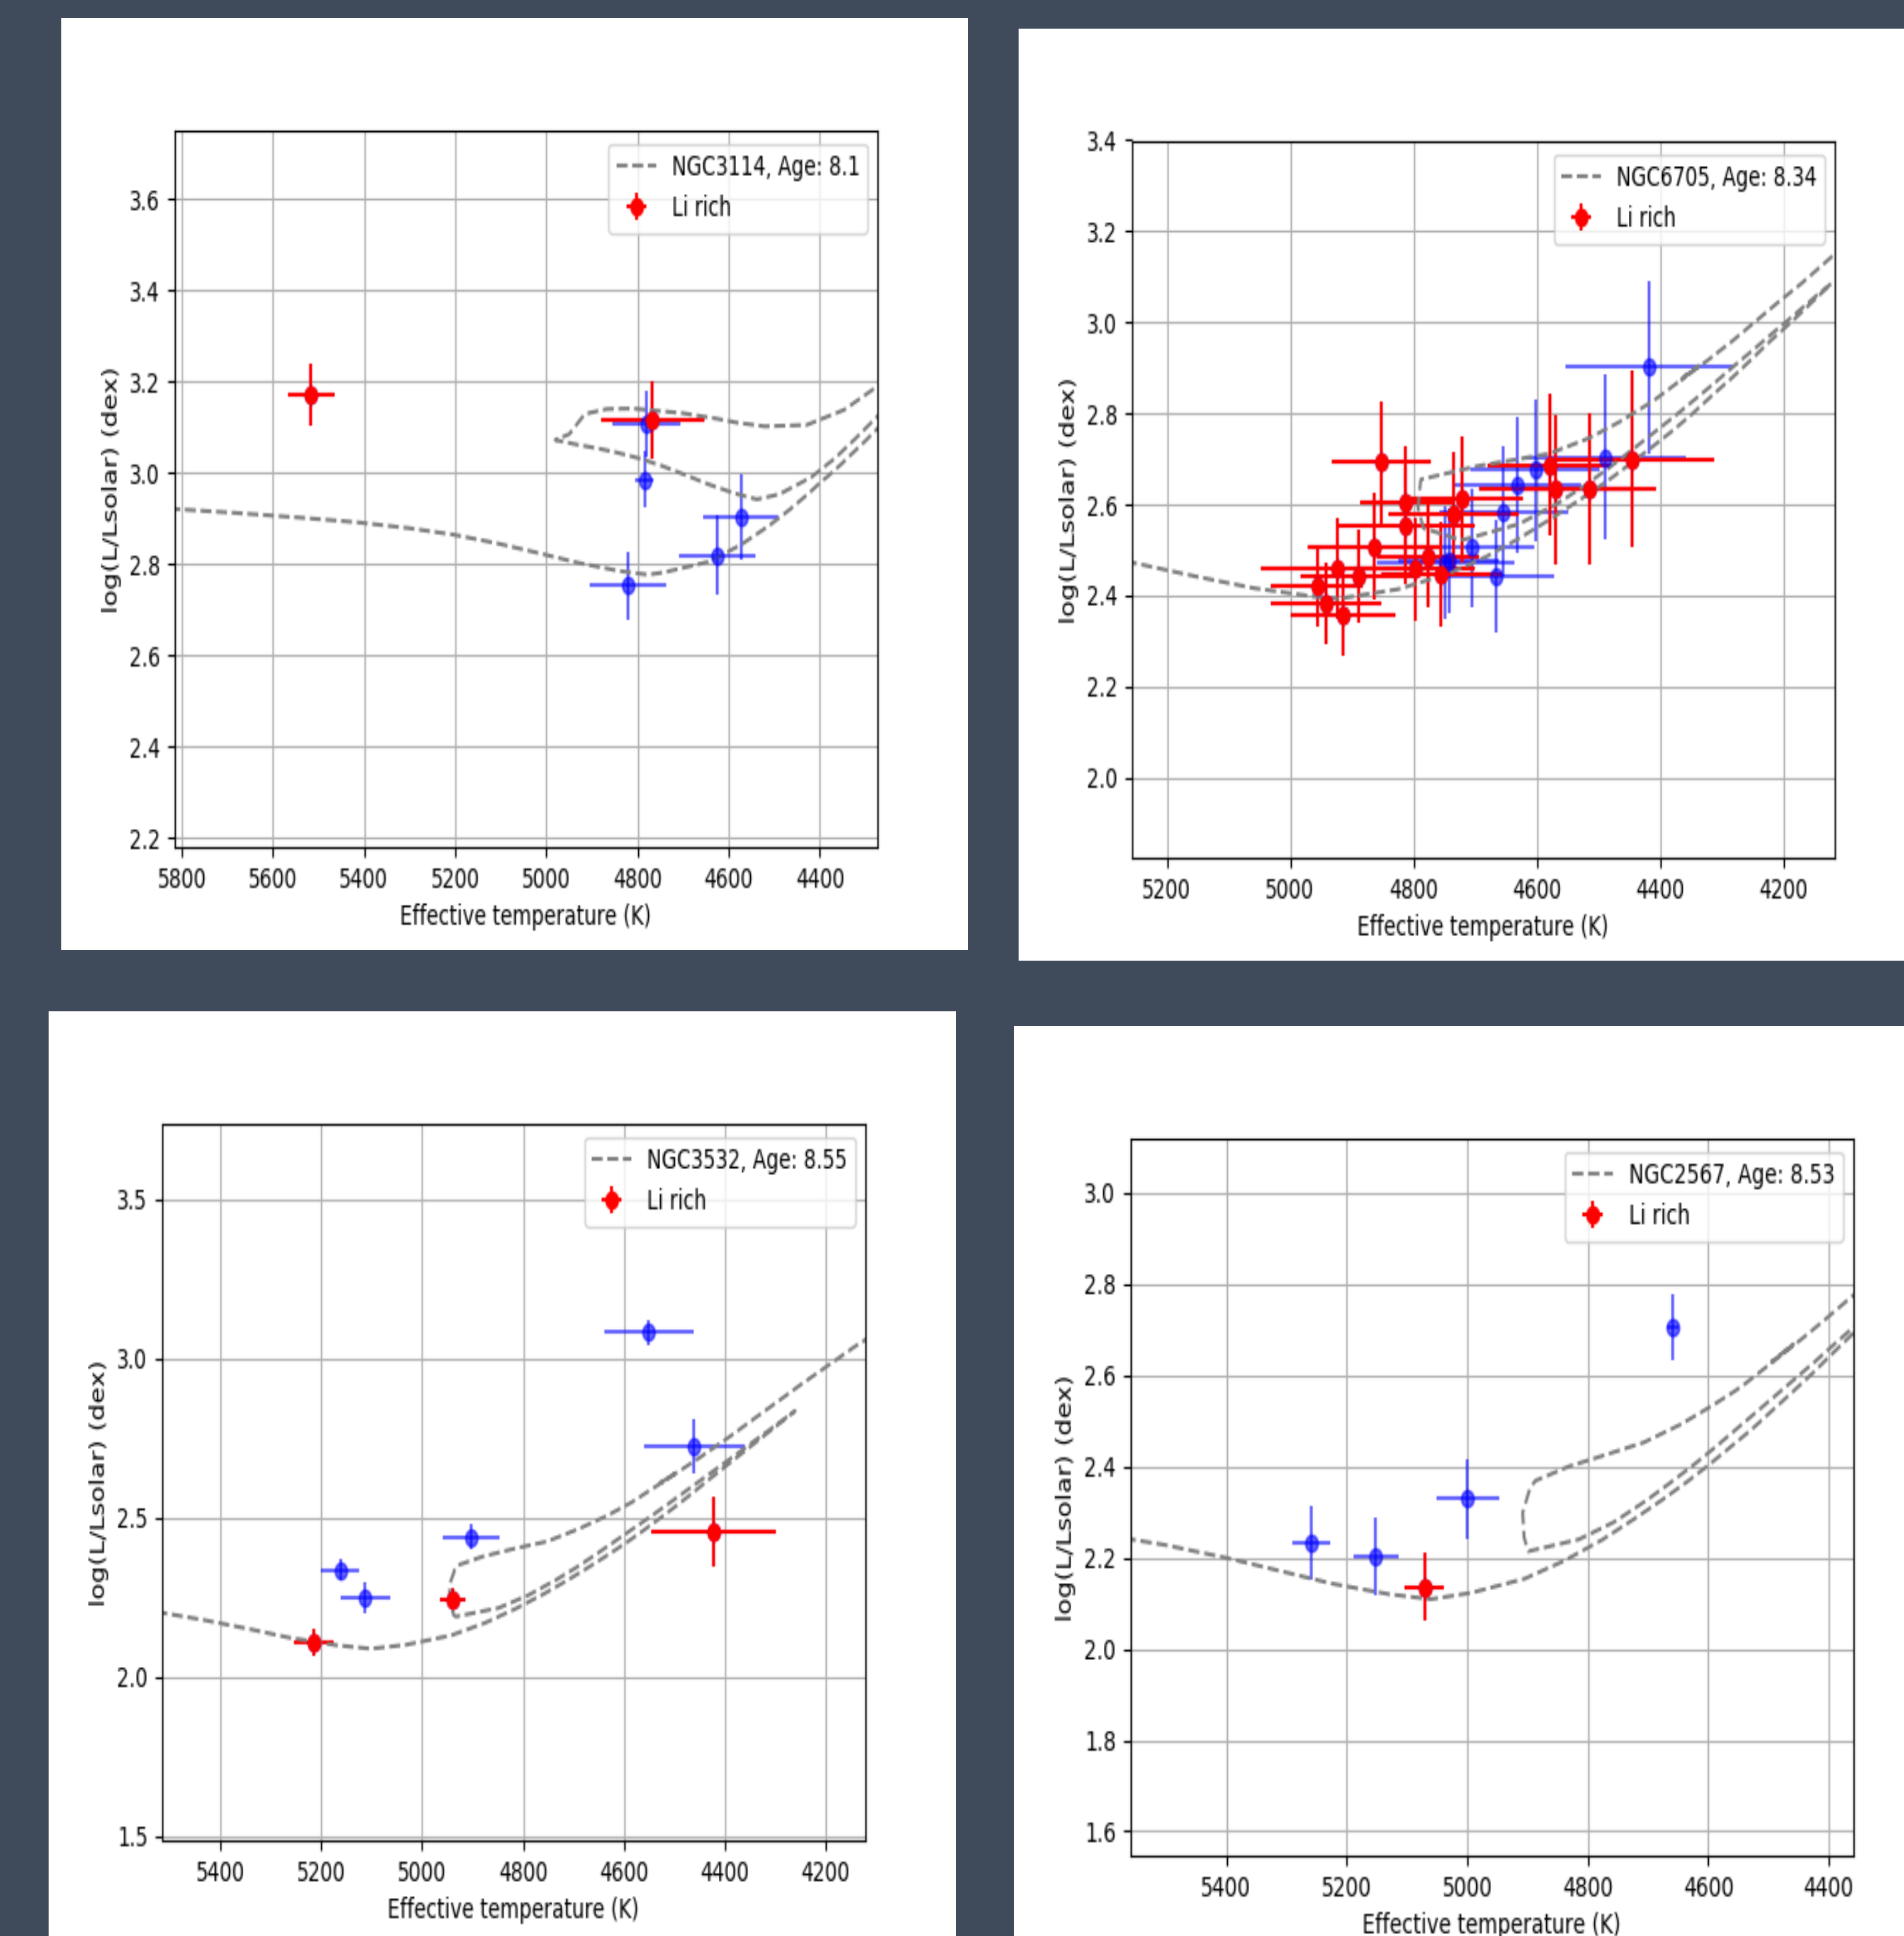 NGC3114, Age: 8.1
Li rich
3.6
3.4
3.2
3.0
2.8
2.6
2.4
2.2
log(L/Lsolar) (dex)
5800 5600 5400 5200 5000 4800 4600 4400
Effective temperature (K)
NGC6705, Age: 8.34
Li rich
3.4
3.2
3.0
2.8
2.6
2.4
2.2
2.0
log(L/Lsolar) (dex)
5200 5000 4800 4600 4400 4200
Effective temperature (K)
NGC3532, Age: 8.55
Li rich
3.5
3.0
2.5
2.0
1.5
log(L/Lsolar) (dex)
5400 5200 5000 4800 4600 4400 4200
Effective temperature (K)
NGC2567, Age: 8.53
Li rich
3.0
2.8
2.6
2.4
2.2
2.0
1.8
1.6
log(L/Lsolar) (dex)
5400 5200 5000 4800 4600 4400
Effective temperature (K)